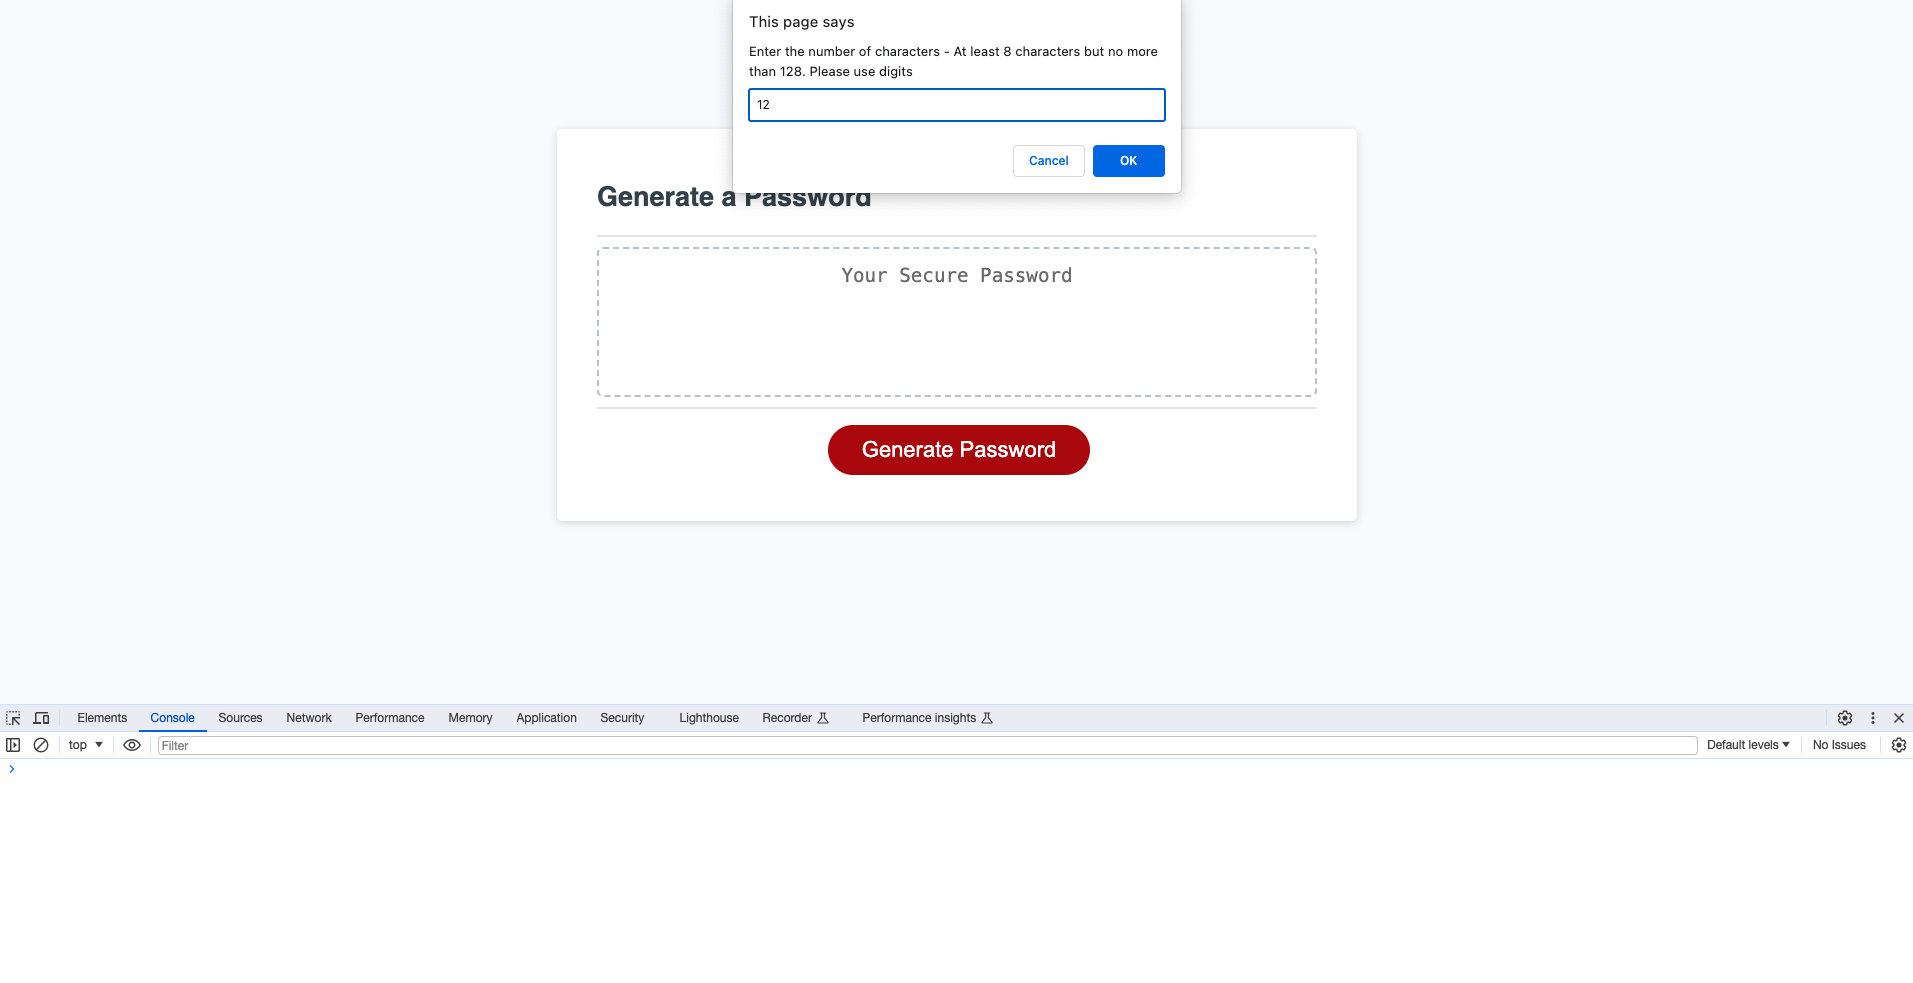 This page says
Enter the number of characters - At least 8 characters but no more
than 128. Please use digits
12
Cancel OK
Generate a Password
Your Secure Password
Generate Password
Elements Console Sources Network Performance Memory Application Security Lighthouse Recorder Performance insights
top Filter Default levels No Issues